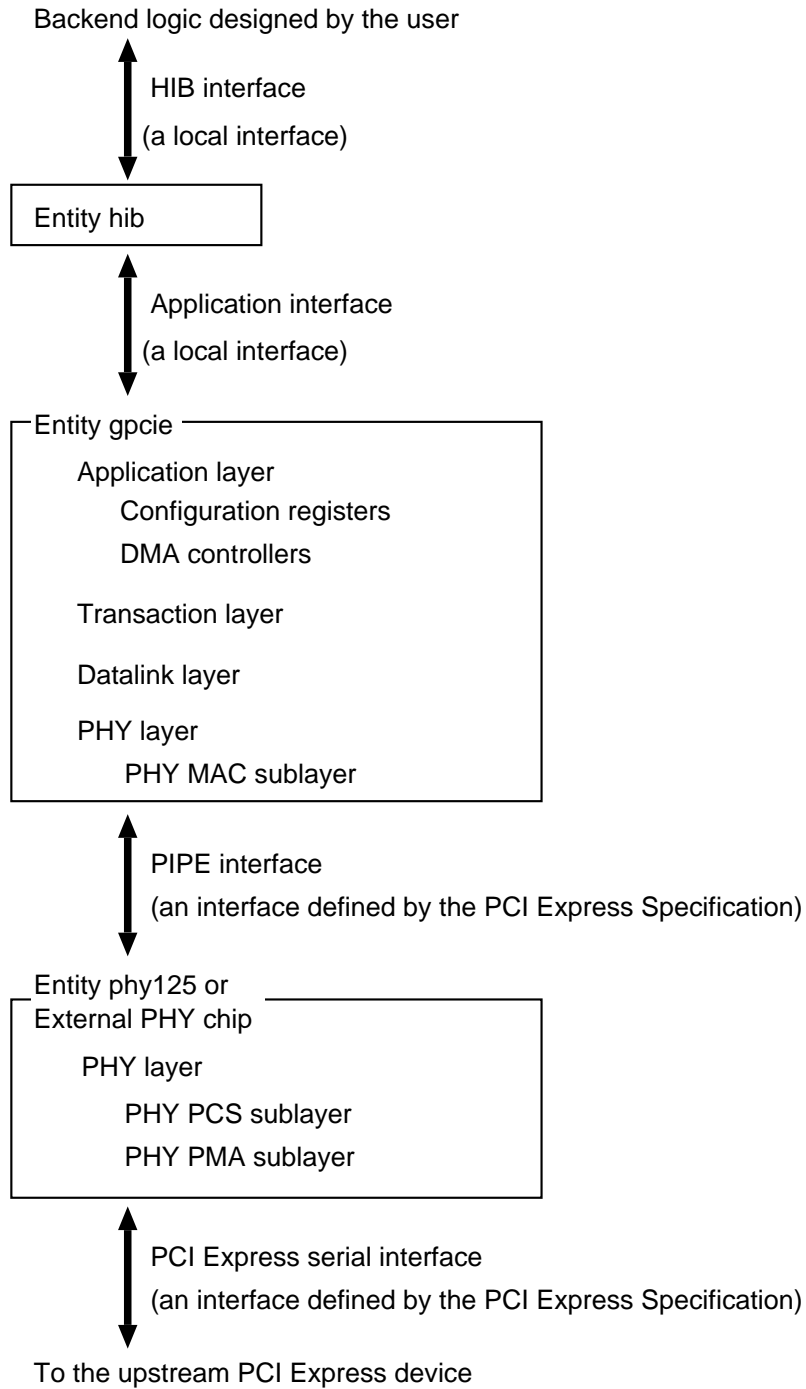 Backend logic designed by the user
HIB interface
(a local interface)
Entity hib
Application interface
(a local interface)
Entity gpcie
Application layer
Configuration registers
DMA controllers
Transaction layer
Datalink layer
PHY layer
PHY MAC sublayer
PIPE interface
(an interface defined by the PCI Express Specification)
Entity phy125 or
External PHY chip
PHY layer
PHY PCS sublayer
PHY PMA sublayer
PCI Express serial interface
(an interface defined by the PCI Express Specification)
To the upstream PCI Express device